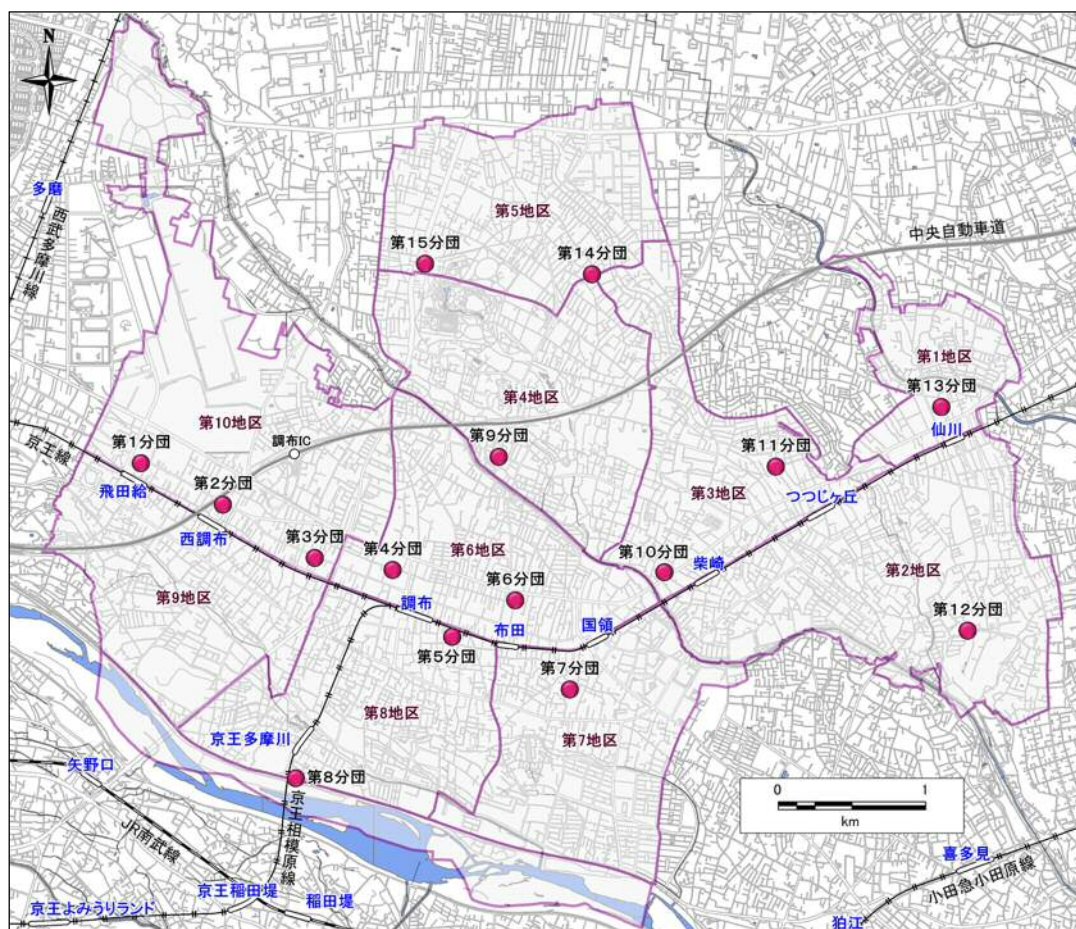 N
多磨
西武多摩川線
第5地区
第15分団
第14分団
中央自動車道
第1地区
第13分団
仙川
第4地区
第10地区
調布IC
第9分団
第11分団
京王線
第1分団
飛田給
第2分団
西調布
第3地区
つつじヶ丘
第3分団
第4分団
第6地区
第10分団
柴崎
第2地区
第9地区
第6分団
調布
布田
国領
第12分団
第5分団
第7分団
第8地区
第7地区
京王多摩川
矢野口
第8分団
京王相模原線
0
1
km
JR南武線
喜多見
小田急小田原線
京王稲田堤
稲田堤
京王よみうりランド
狛江